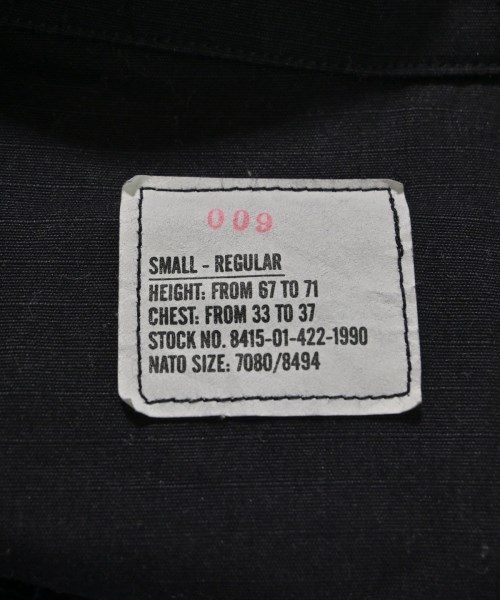 009
SMALL - REGULAR
HEIGHT: FROM 67 TO 71
CHEST: FROM 33 TO 37
STOCK NO. 8415-01-422-1990
NATO SIZE: 7080/8494